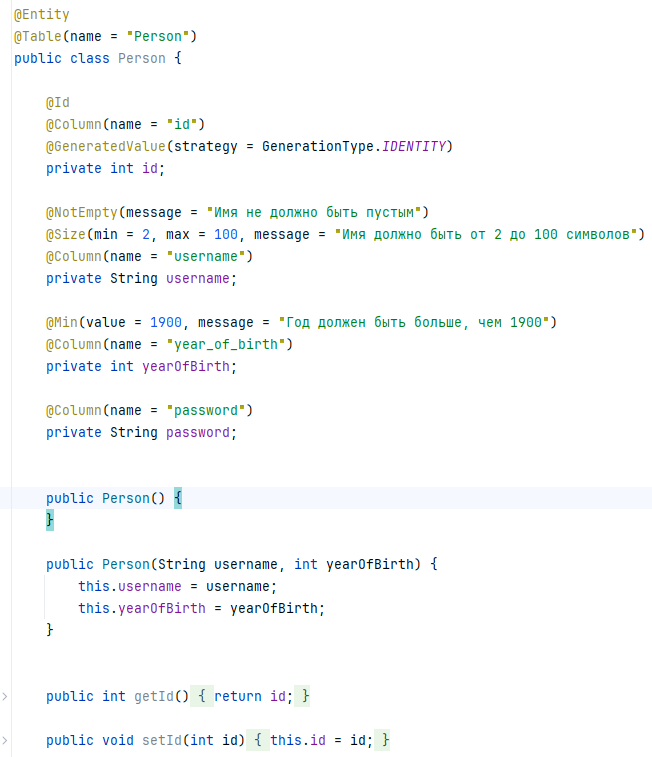 @Entity
@Table(name = "Person")
public class Person {
@Id
@Column(name = "id")
@GeneratedValue(strategy = GenerationType.IDENTITY)
private int id;
@NotEmpty(message = "Имя не должно быть пустым")
@Size(min = 2, max = 100, message = "Имя должно быть от 2 до 100 символов")
@Column(name = "username")
private String username;
@Min(value = 1900, message = "Год должен быть больше, чем 1900")
@Column(name = "year_of_birth")
private int yearOfBirth;
@Column(name = "password")
private String password;
public Person() {
}
public Person(String username, int yearOfBirth) {
this.username = username;
this.yearOfBirth = yearOfBirth;
}
public int getId() { return id; }
public void setId(int id) { this.id = id; }